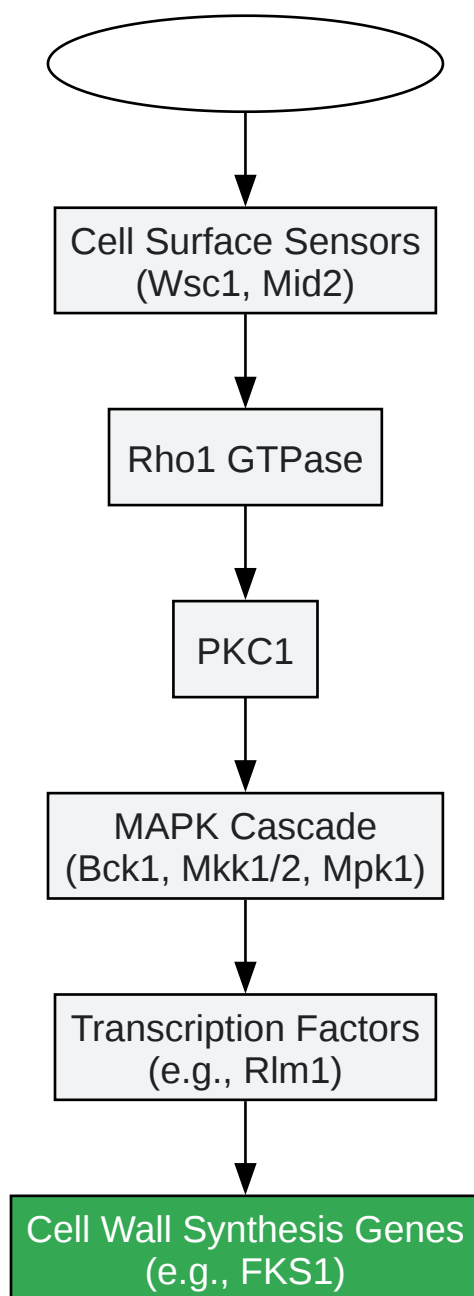 Cell Surface Sensors
(Wsc1, Mid2)
Rho1 GTPase
PKC1
MAPK Cascade
(Bck1, Mkk1/2, Mpk1)
Transcription Factors
(e.g., Rlm1)
Cell Wall Synthesis Genes
(e.g., FKS1)